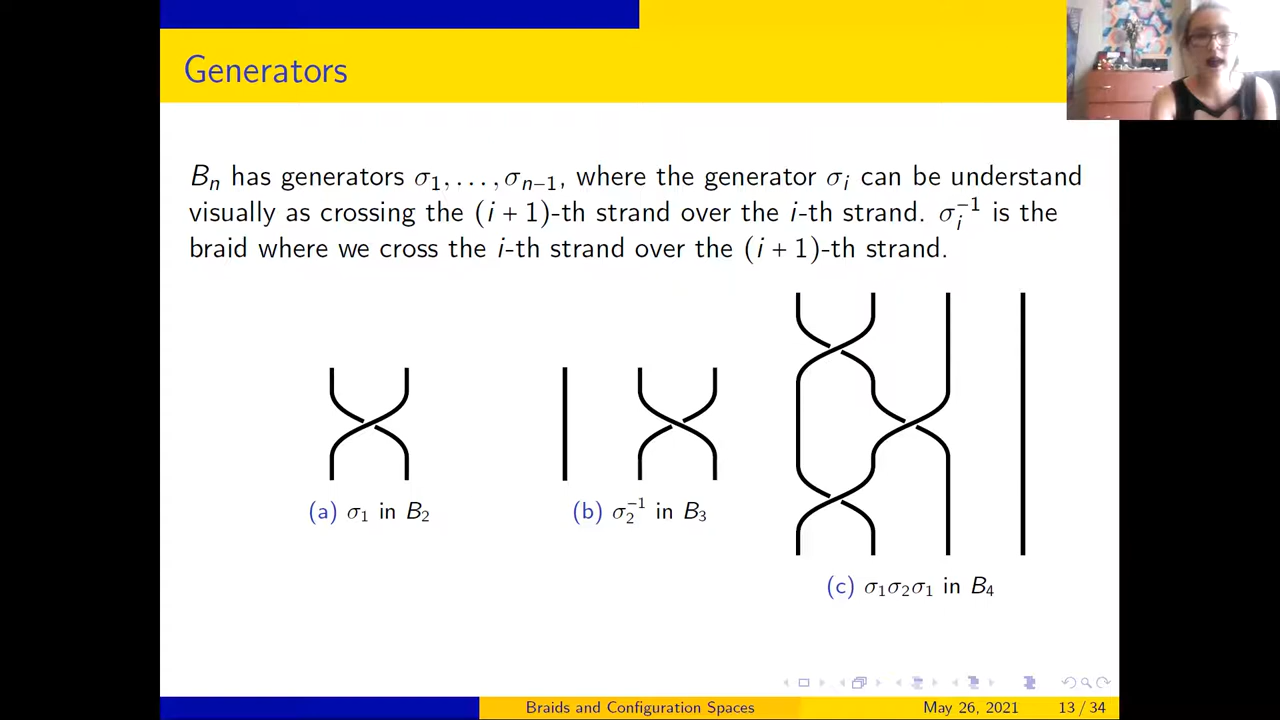 Generators
Bₙ has generators σ₁, …, σₙ₋₁, where the generator σᵢ can be understand
visually as crossing the (i + 1)-th strand over the i-th strand. σᵢ⁻¹ is the
braid where we cross the i-th strand over the (i + 1)-th strand.
(a) σ₁ in B₂
(b) σ₂⁻¹ in B₃
(c) σ₁σ₂σ₁ in B₄
Braids and Configuration Spaces
May 26, 2021
13 / 34